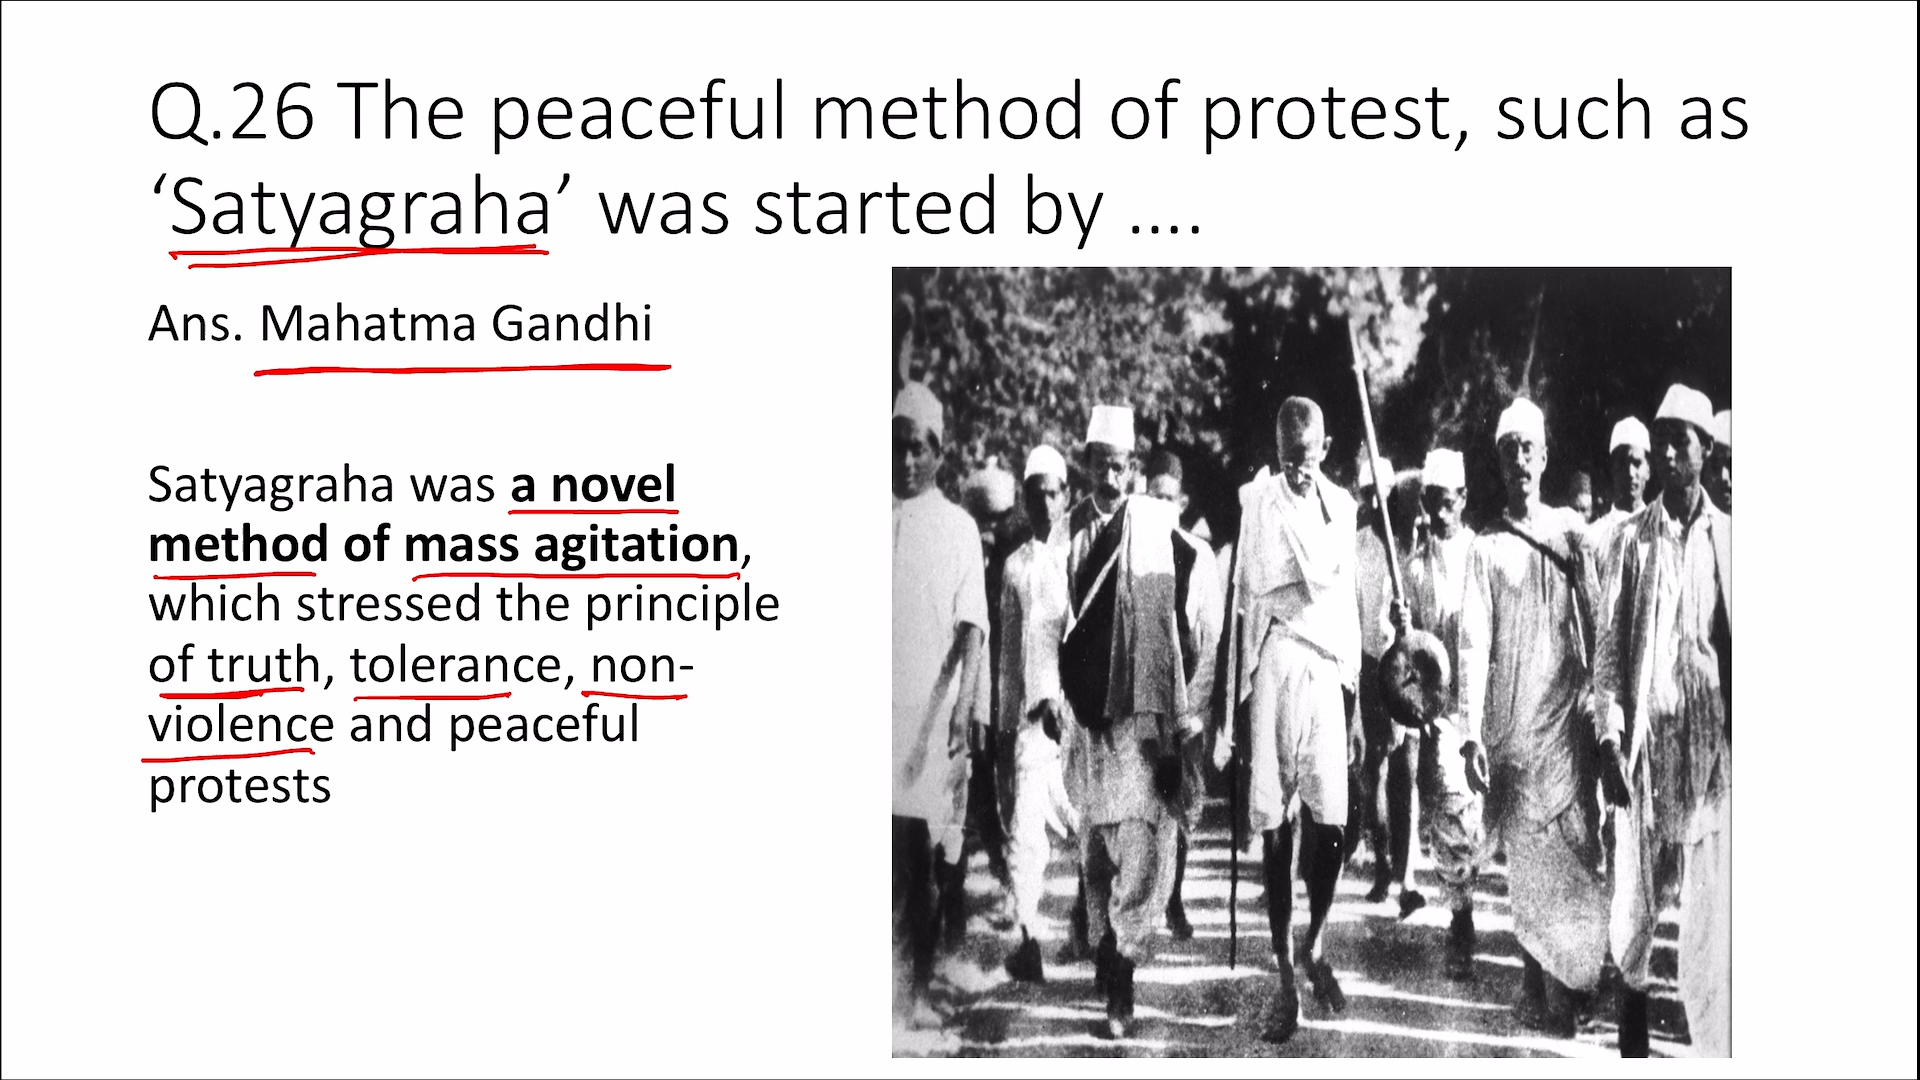 Q.26 The peaceful method of protest, such as
‘Satyagraha’ was started by ....
Ans. Mahatma Gandhi
Satyagraha was a novel
method of mass agitation,
which stressed the principle
of truth, tolerance, non-
violence and peaceful
protests